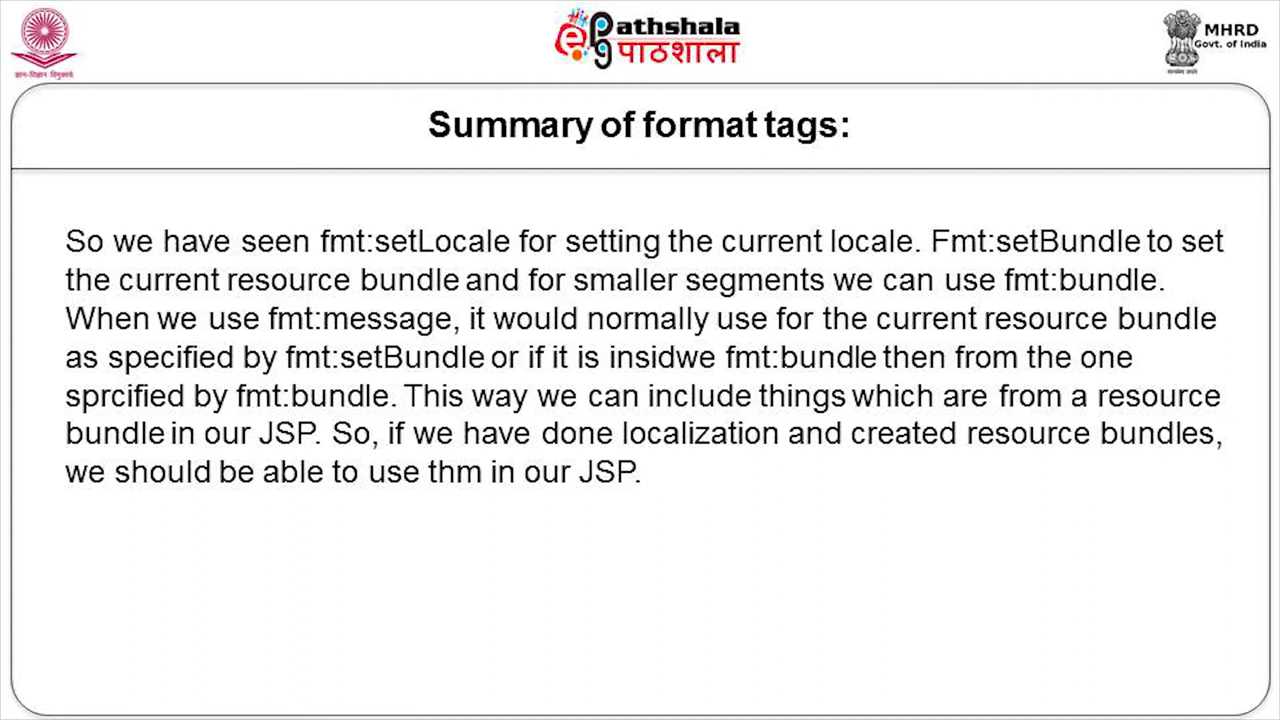 ज्ञान-विज्ञान विमुक्तये
ePathshala
पाठशाला
MHRD
Govt. of India
सत्यमेव जयते
Summary of format tags:
So we have seen fmt:setLocale for setting the current locale. Fmt:setBundle to set
the current resource bundle and for smaller segments we can use fmt:bundle.
When we use fmt:message, it would normally use for the current resource bundle
as specified by fmt:setBundle or if it is insidwe fmt:bundle then from the one
sprcified by fmt:bundle. This way we can include things which are from a resource
bundle in our JSP. So, if we have done localization and created resource bundles,
we should be able to use thm in our JSP.